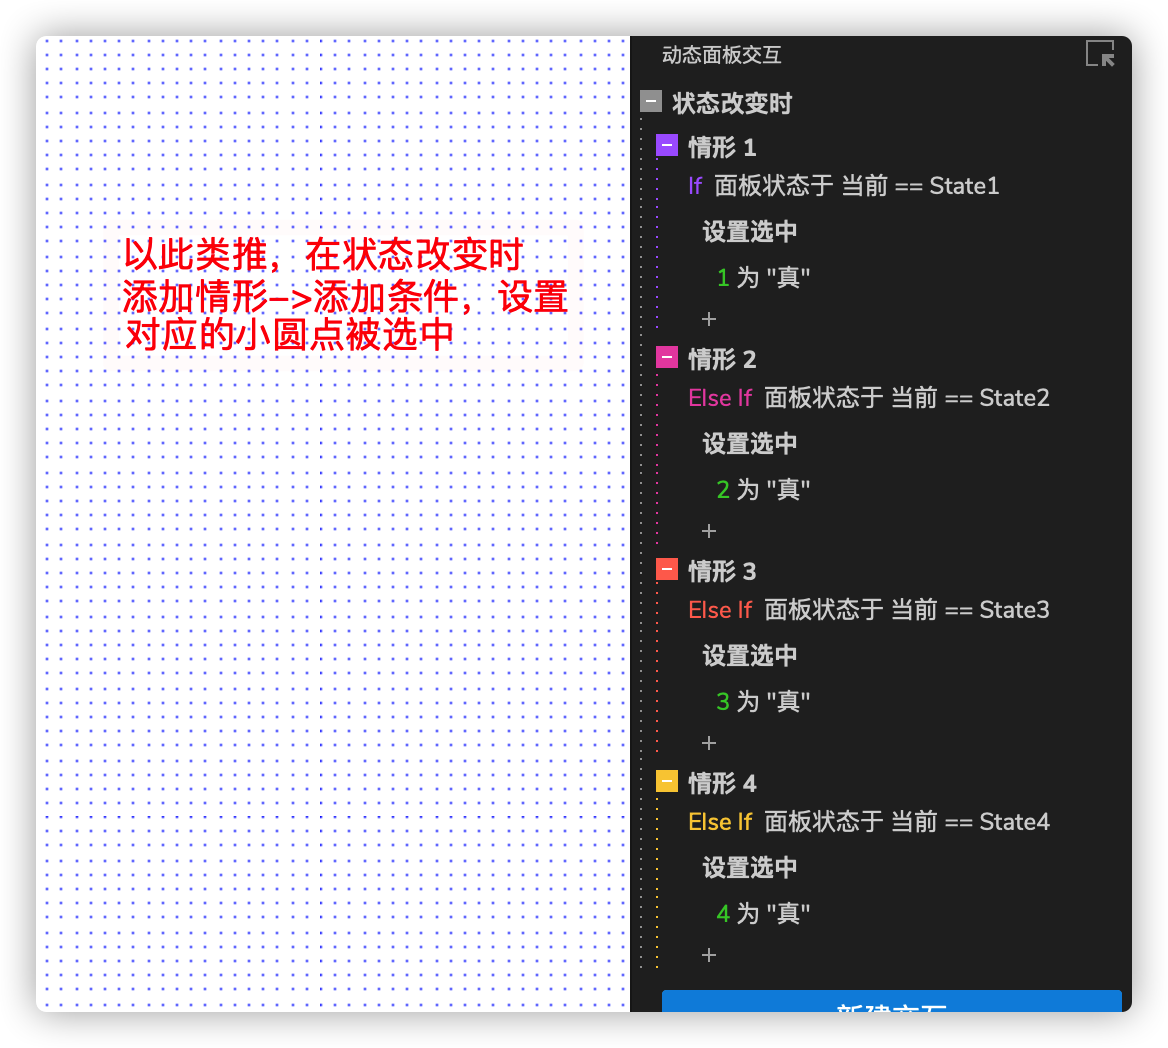 动态面板交互
状态改变时
情形 1
If 面板状态于 当前 == State1
设置选中
1 为 "真"
情形 2
Else If 面板状态于 当前 == State2
设置选中
2 为 "真"
情形 3
Else If 面板状态于 当前 == State3
设置选中
3 为 "真"
情形 4
Else If 面板状态于 当前 == State4
设置选中
4 为 "真"
新建交互
以此类推，在状态改变时
添加情形->添加条件，设置
对应的小圆点被选中